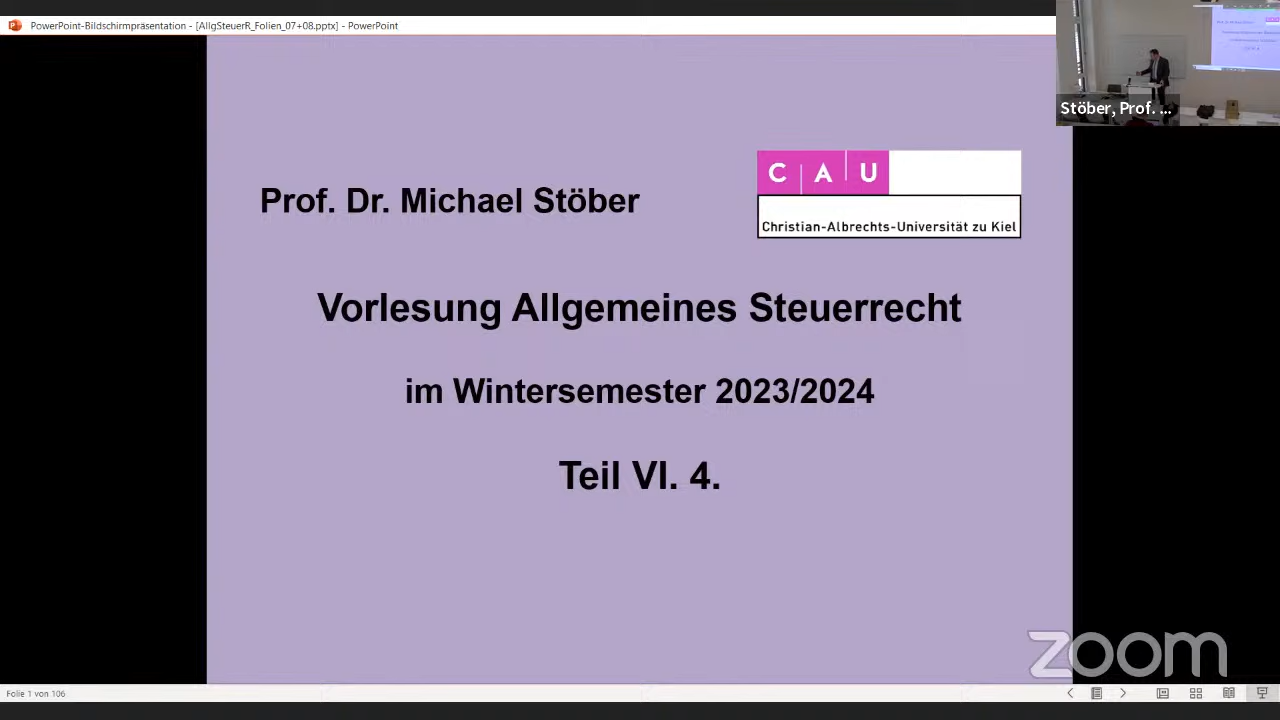 PowerPoint-Bildschirmpräsentation - [AllgSteuerR_Folien_07+08.pptx] - PowerPoint
Stöber, Prof. ...
C A U
Christian-Albrechts-Universität zu Kiel
Prof. Dr. Michael Stöber
Vorlesung Allgemeines Steuerrecht
im Wintersemester 2023/2024
Teil VI. 4.
zoom
Folie 1 von 106